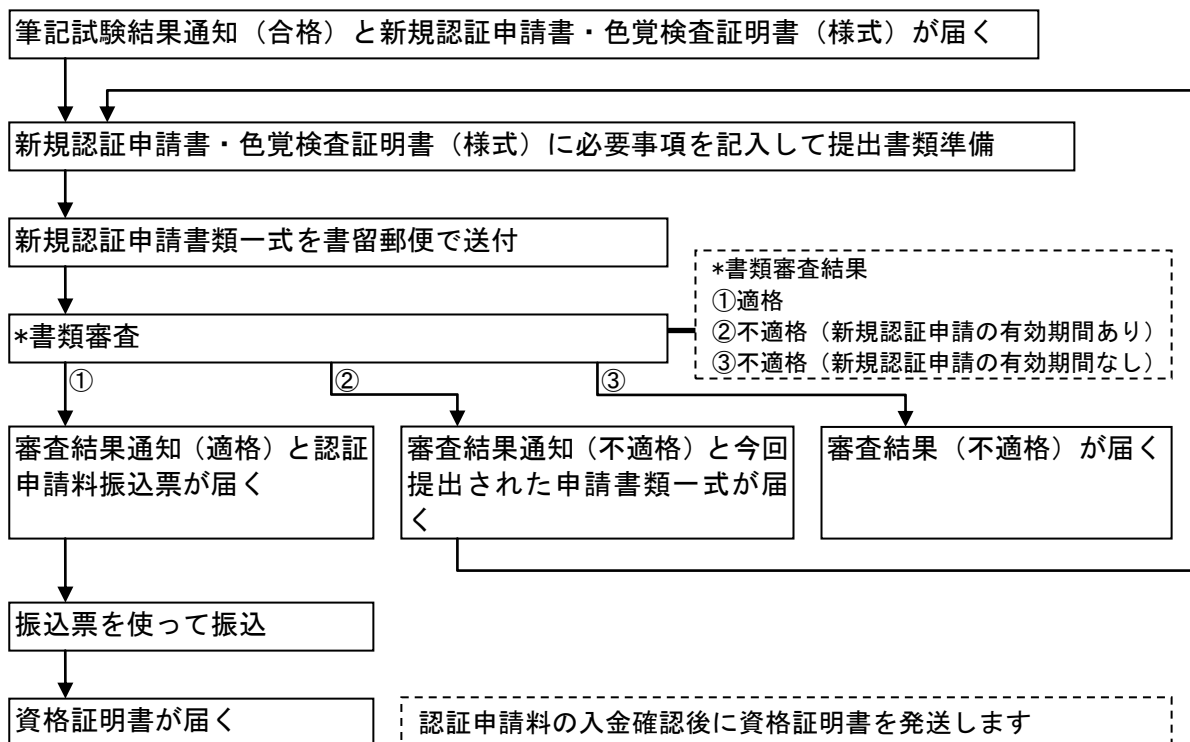 筆記試験結果通知（合格）と新規認証申請書・色覚検査証明書（様式）が届く
新規認証申請書・色覚検査証明書（様式）に必要事項を記入して提出書類準備
新規認証申請書類一式を書留郵便で送付
*書類審査結果
①適格
②不適格（新規認証申請の有効期間あり）
③不適格（新規認証申請の有効期間なし）
*書類審査
①
②
③
審査結果通知（適格）と認証
申請料振込票が届く
審査結果通知（不適格）と今回
提出された申請書類一式が届
く
審査結果（不適格）が届く
振込票を使って振込
資格証明書が届く
認証申請料の入金確認後に資格証明書を発送します